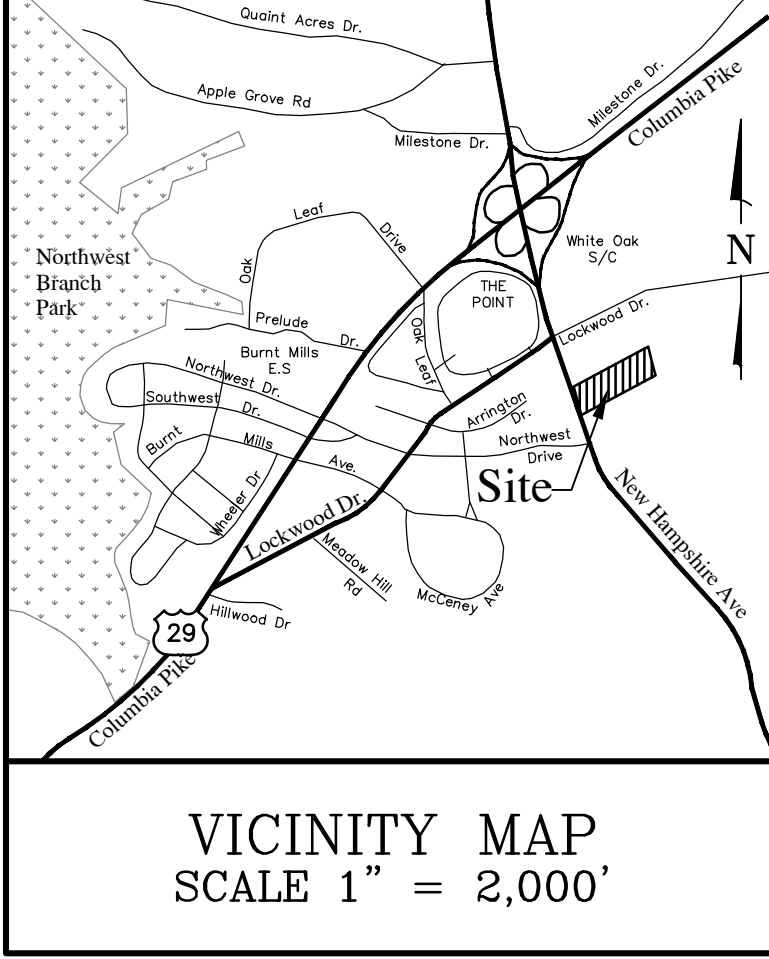 Quaint Acres Dr.
Apple Grove Rd
Milestone Dr.
Milestone Dr.
Columbia Pike
Leaf
Drive
Oak
White Oak
S/C
N
Northwest
Branch
Park
THE
POINT
Prelude
Dr.
Oak
Leaf
Lockwood Dr.
Burnt Mills
E.S
Northwest Dr.
Southwest
Dr.
Arrington
Dr.
Burnt
Mills
Ave.
Northwest
Drive
Site
Wheeler Dr
Lockwood Dr.
New Hampshire Ave
Meadow Hill
Rd
McCeney Ave
Hillwood Dr
29
Columbia Pike
VICINITY MAP
SCALE 1" = 2,000'